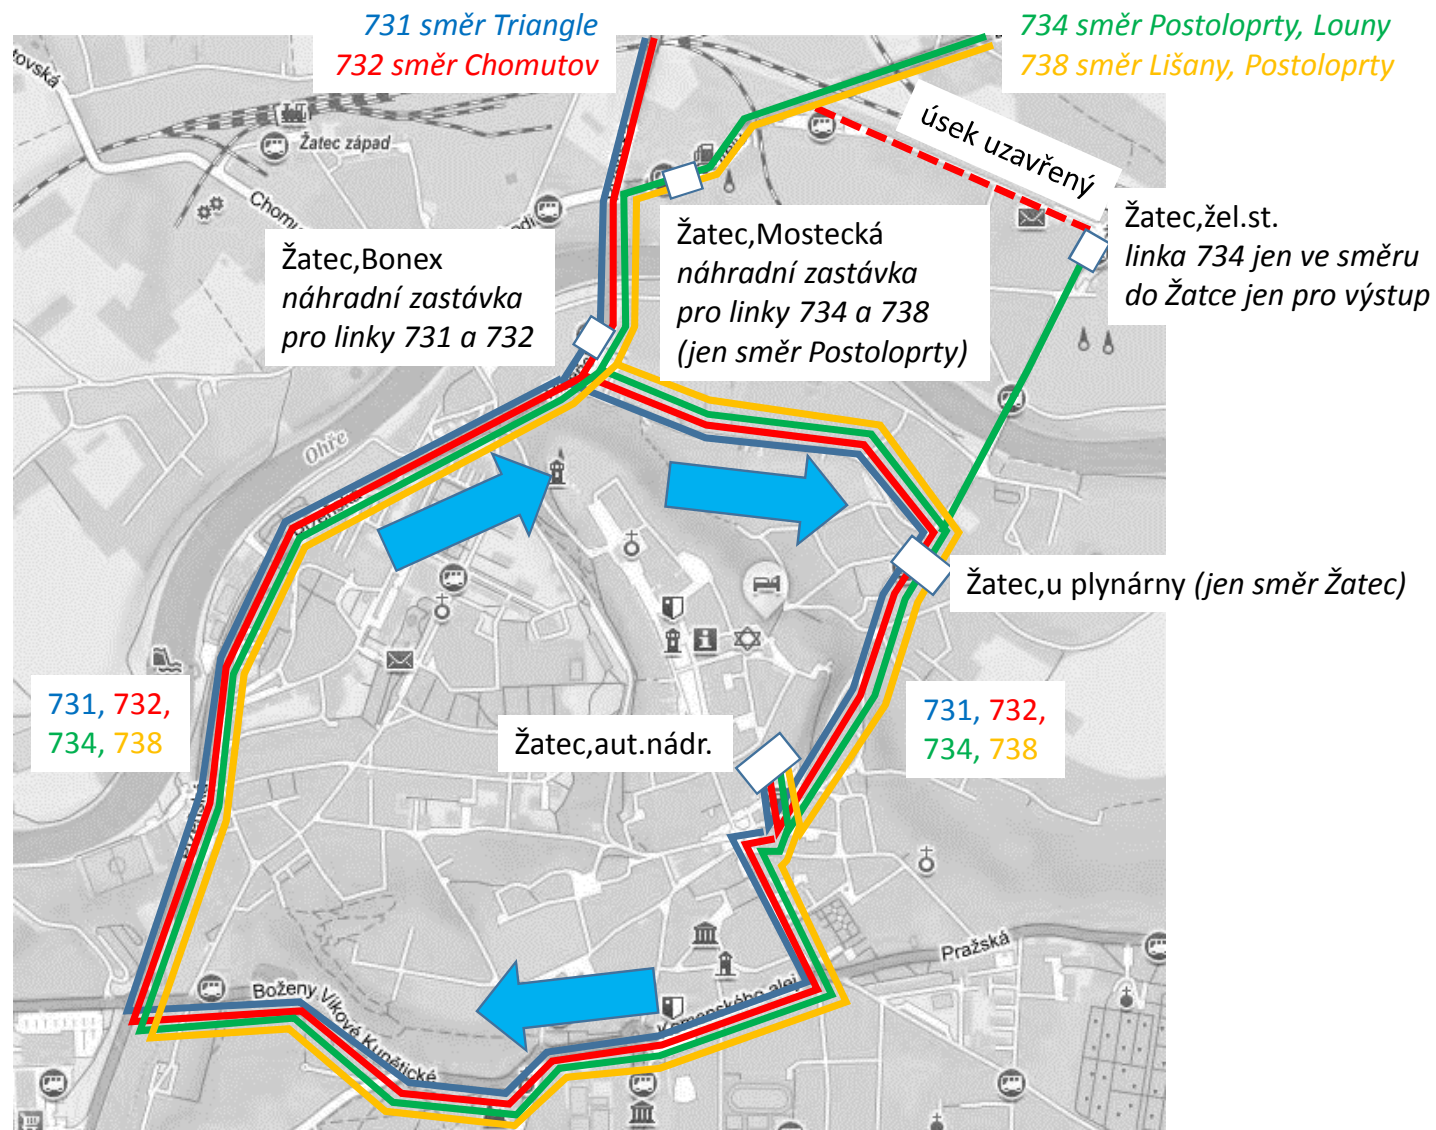 731 směr Triangle
732 směr Chomutov
734 směr Postoloprty, Louny
738 směr Lišany, Postoloprty
úsek uzavřený
Žatec západ
Žatec,Bonex
náhradní zastávka
pro linky 731 a 732
Žatec,Mostecká
náhradní zastávka
pro linky 734 a 738
(jen směr Postoloprty)
Žatec,žel.st.
linka 734 jen ve směru
do Žatce jen pro výstup
Ohře
Žatec,u plynárny (jen směr Žatec)
731, 732,
734, 738
Žatec,aut.nádr.
731, 732,
734, 738
Pražská
Boženy Vikové Kunětické
Komenského alej